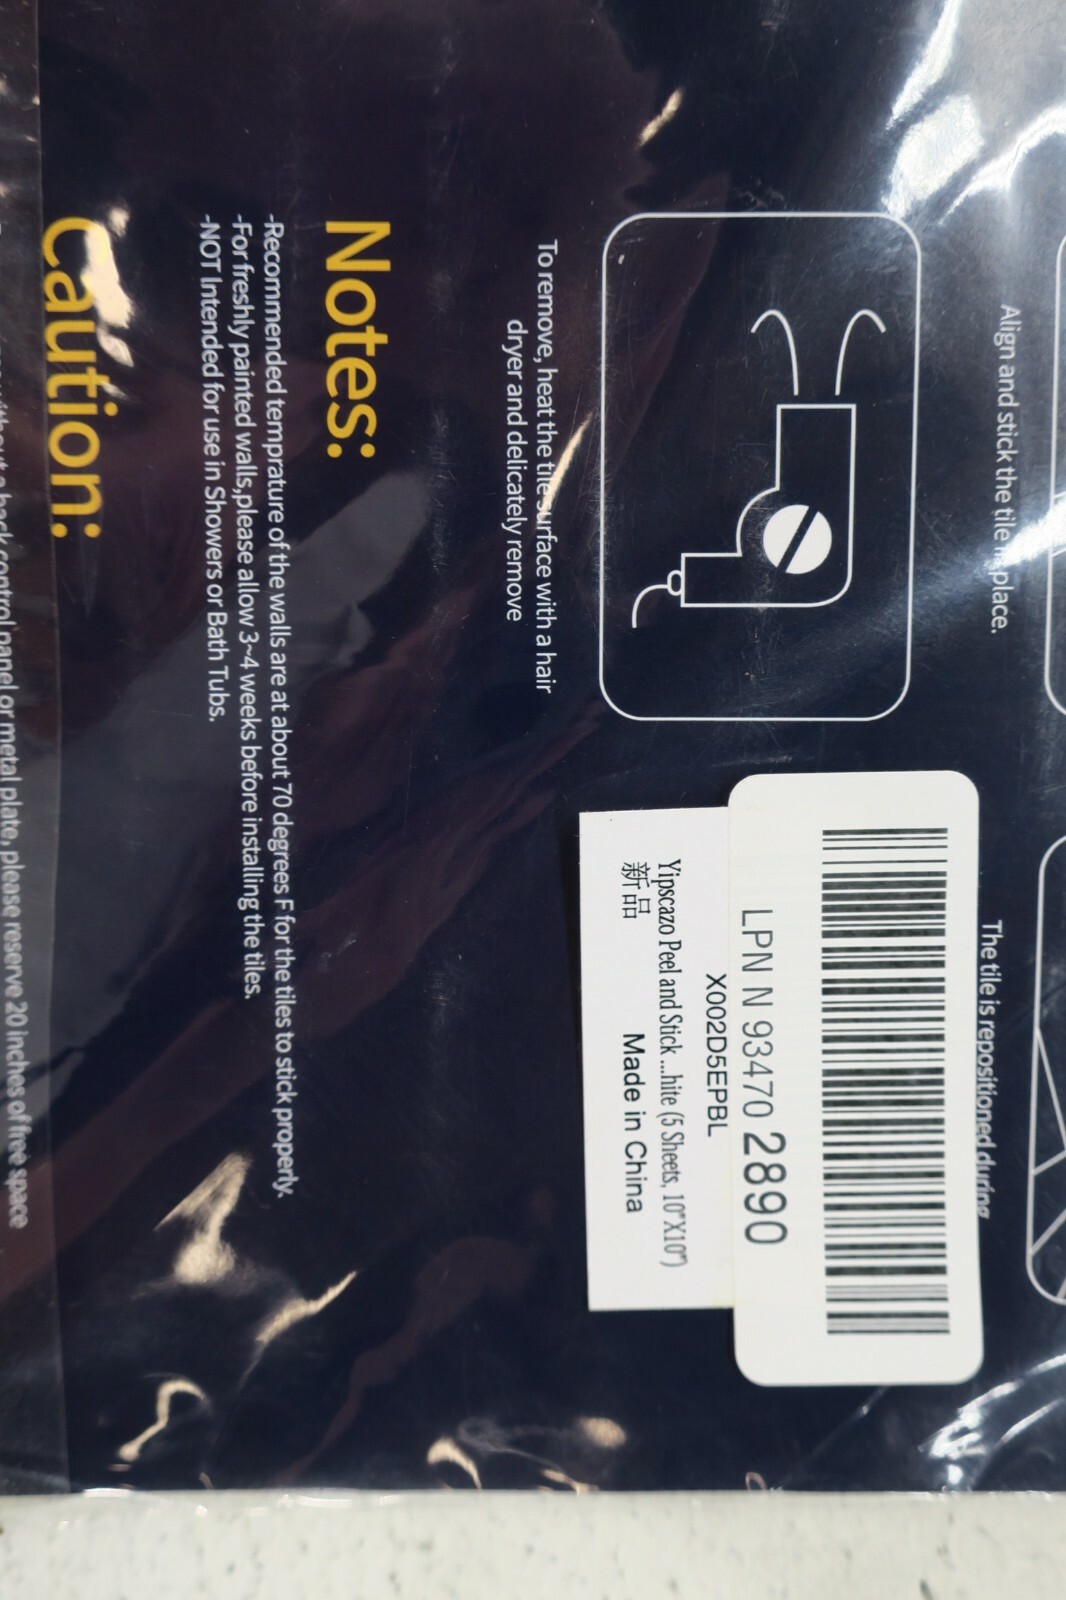 Align and stick the tile in place.
The tile is repositioned during
To remove, heat the tile surface with a hair
dryer and delicately remove
LPN N 93470 2890
X002D5EPBL
Yipscazo Peel and Stick ...hite (5 Sheets, 10"X10")
新品 Made in China
Notes:
-Recommended temprature of the walls are at about 70 degrees F for the tiles to stick properly.
-For freshly painted walls,please allow 3~4 weeks before installing the tiles.
-NOT Intended for use in Showers or Bath Tubs.
Caution:
without a back control panel or metal plate, please reserve 20 inches of free space